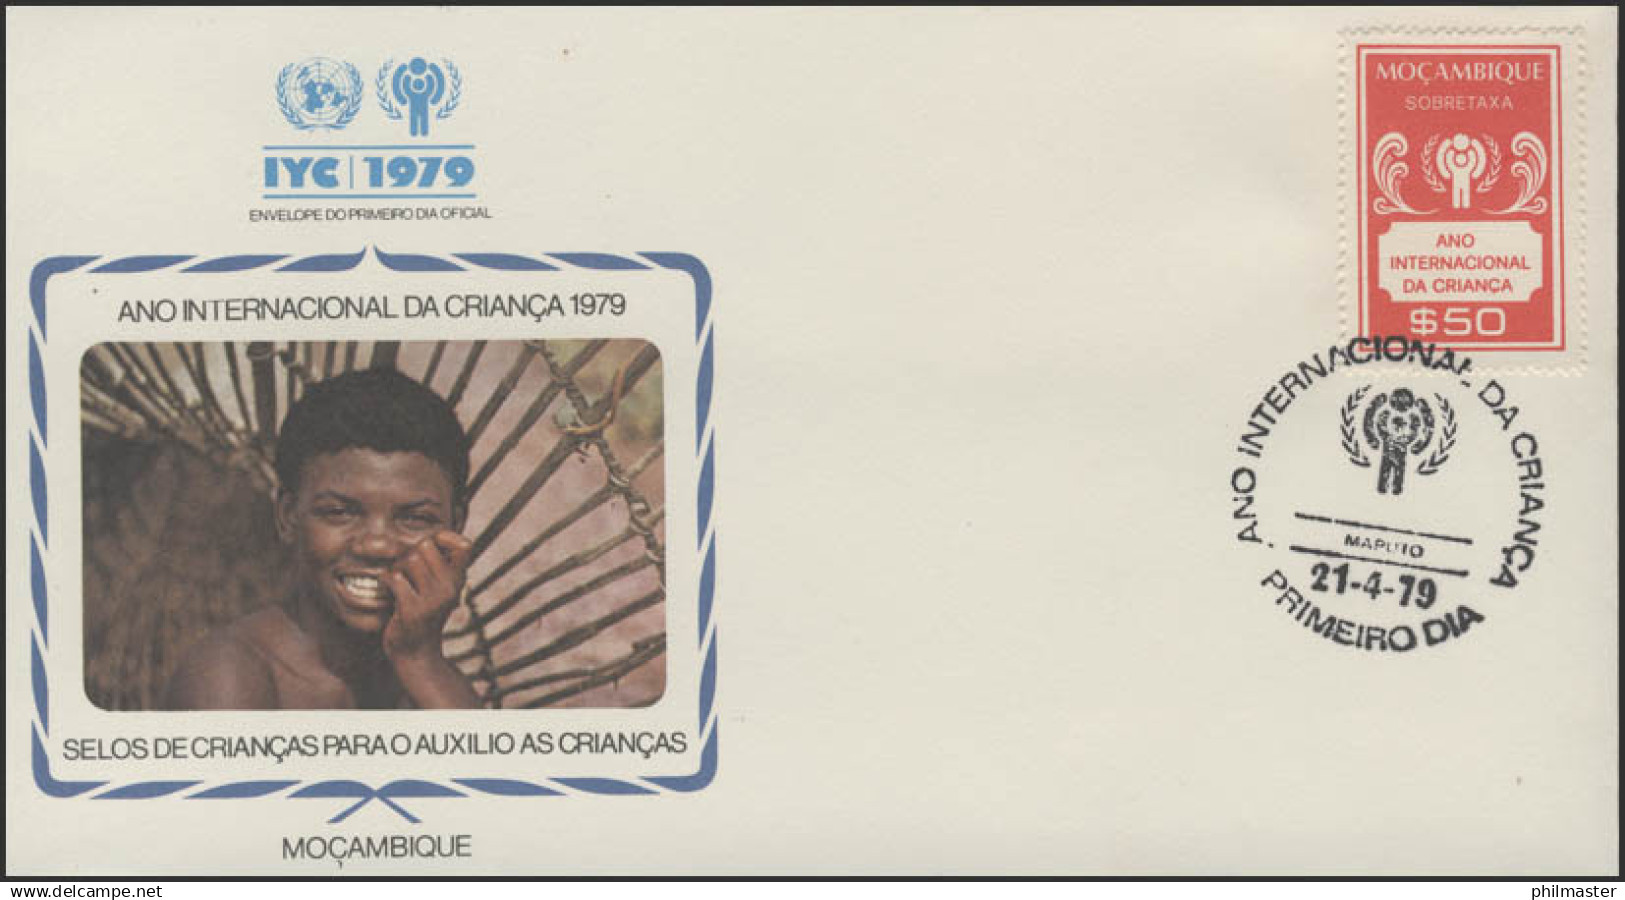 IYC | 1979
ENVELOPE DO PRIMEIRO DIA OFICIAL
ANO INTERNACIONAL DA CRIANÇA 1979
SELOS DE CRIANÇAS PARA O AUXILIO AS CRIANÇAS
MOÇAMBIQUE
MOÇAMBIQUE
SOBRETAXA
ANO
INTERNACIONAL
DA CRIANÇA
$50
ANO INTERNACIONAL DA CRIANÇA
MAPUTO
21-4-79
PRIMEIRO DIA
www.delcampe.net
philmaster